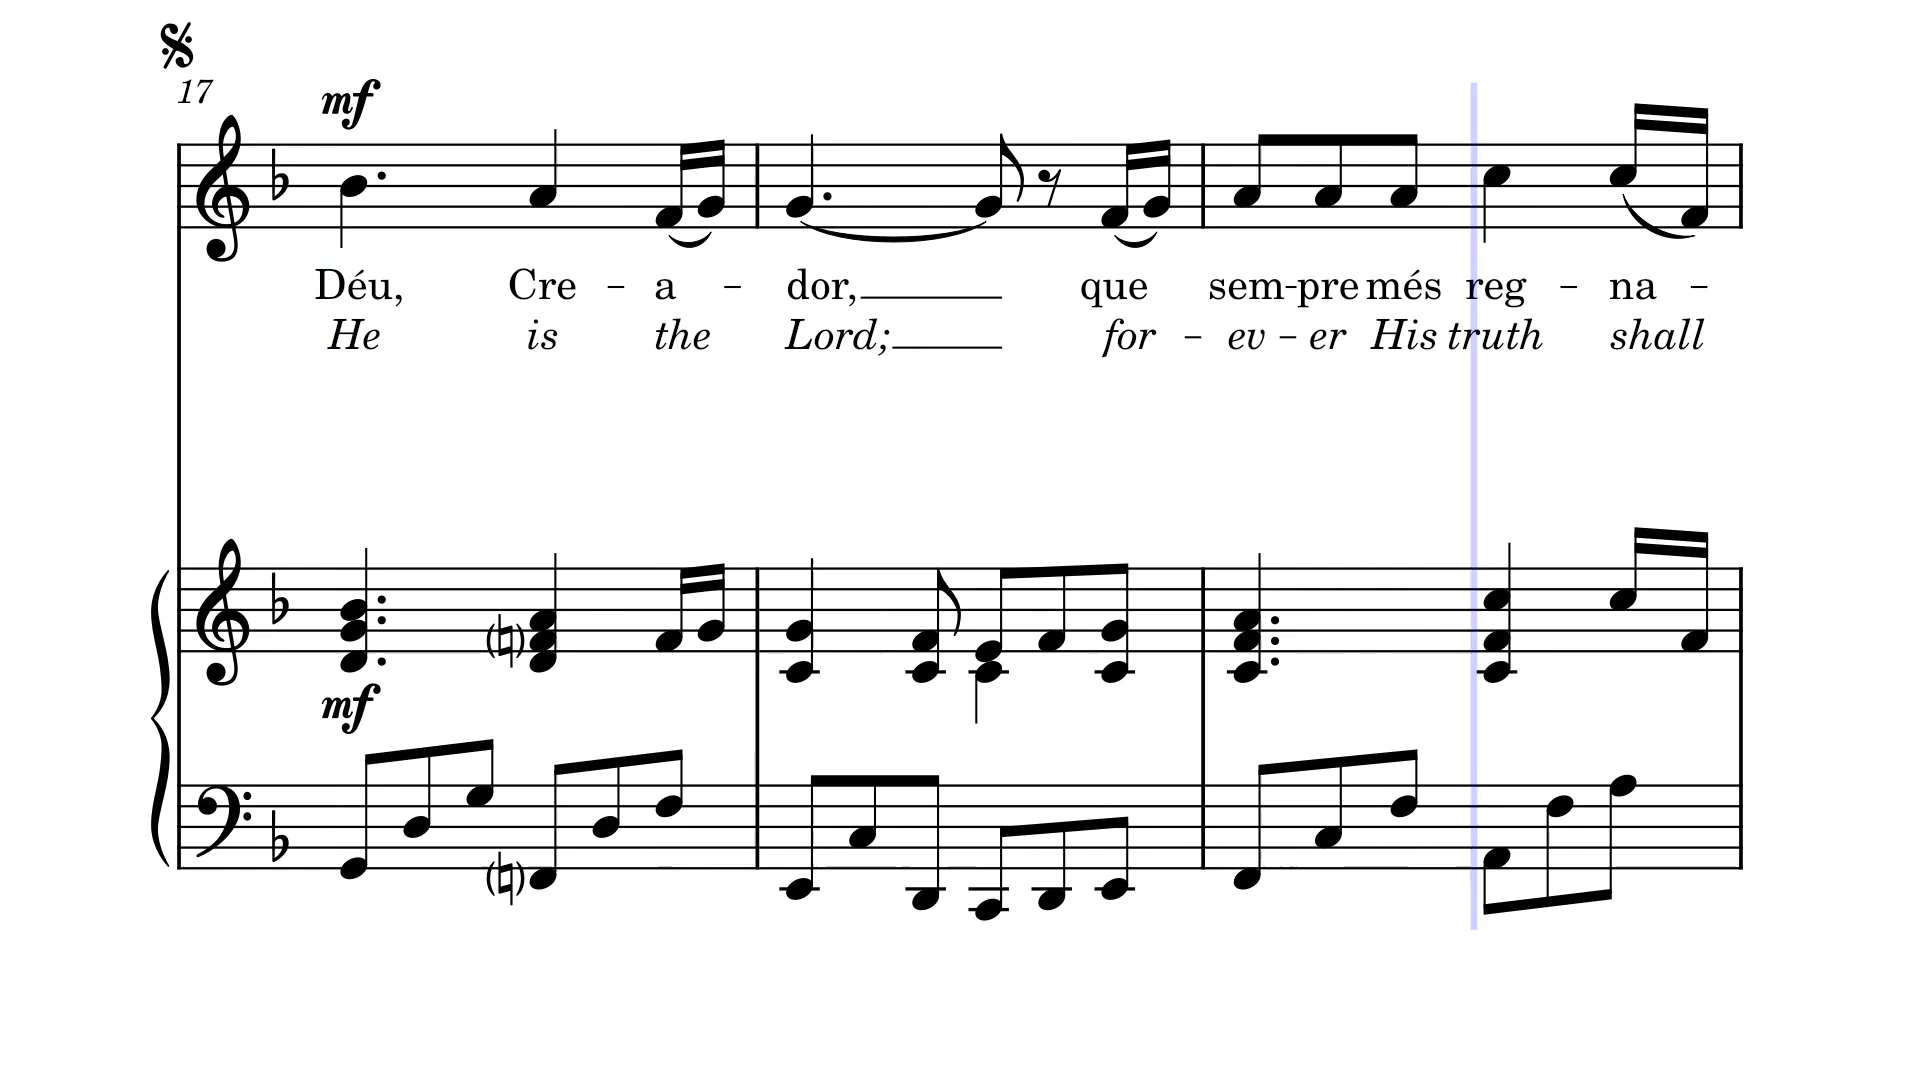 17
mf
Déu, Cre - a - dor, que sem-pre més reg - na -
He is the Lord; for - ev - er His truth shall
mf